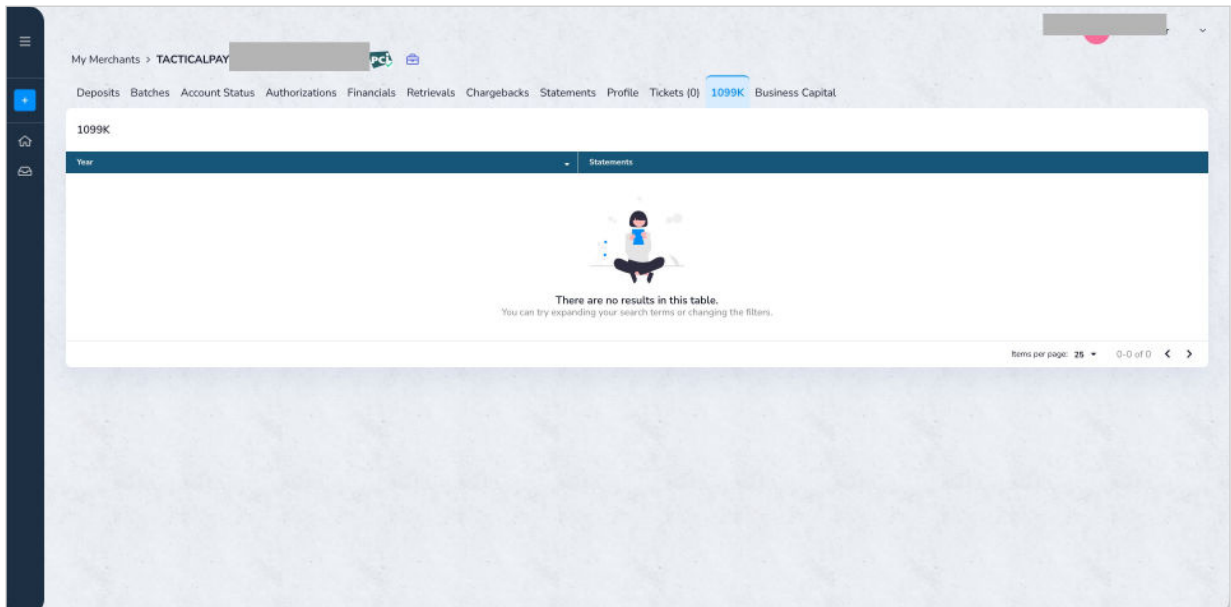 My Merchants > TACTICALPAY
PCi
Deposits Batches Account Status Authorizations Financials Retrievals Chargebacks Statements Profile Tickets (0) 1099K Business Capital
1099K
Year Statements
There are no results in this table.
You can try expanding your search terms or changing the filters.
Items per page: 25 0-0 of 0